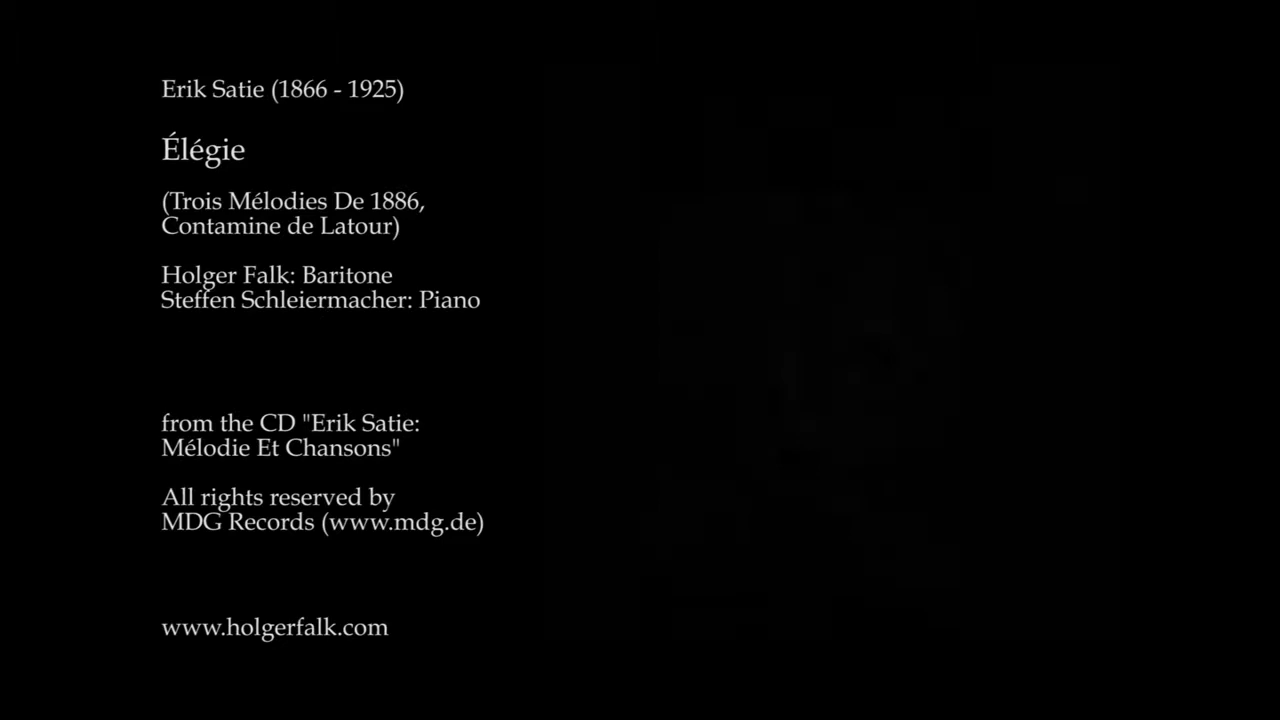 Erik Satie (1866 - 1925)
Élégie
(Trois Mélodies De 1886,
Contamine de Latour)
Holger Falk: Baritone
Steffen Schleiermacher: Piano
from the CD "Erik Satie:
Mélodie Et Chansons"
All rights reserved by
MDG Records (www.mdg.de)
www.holgerfalk.com